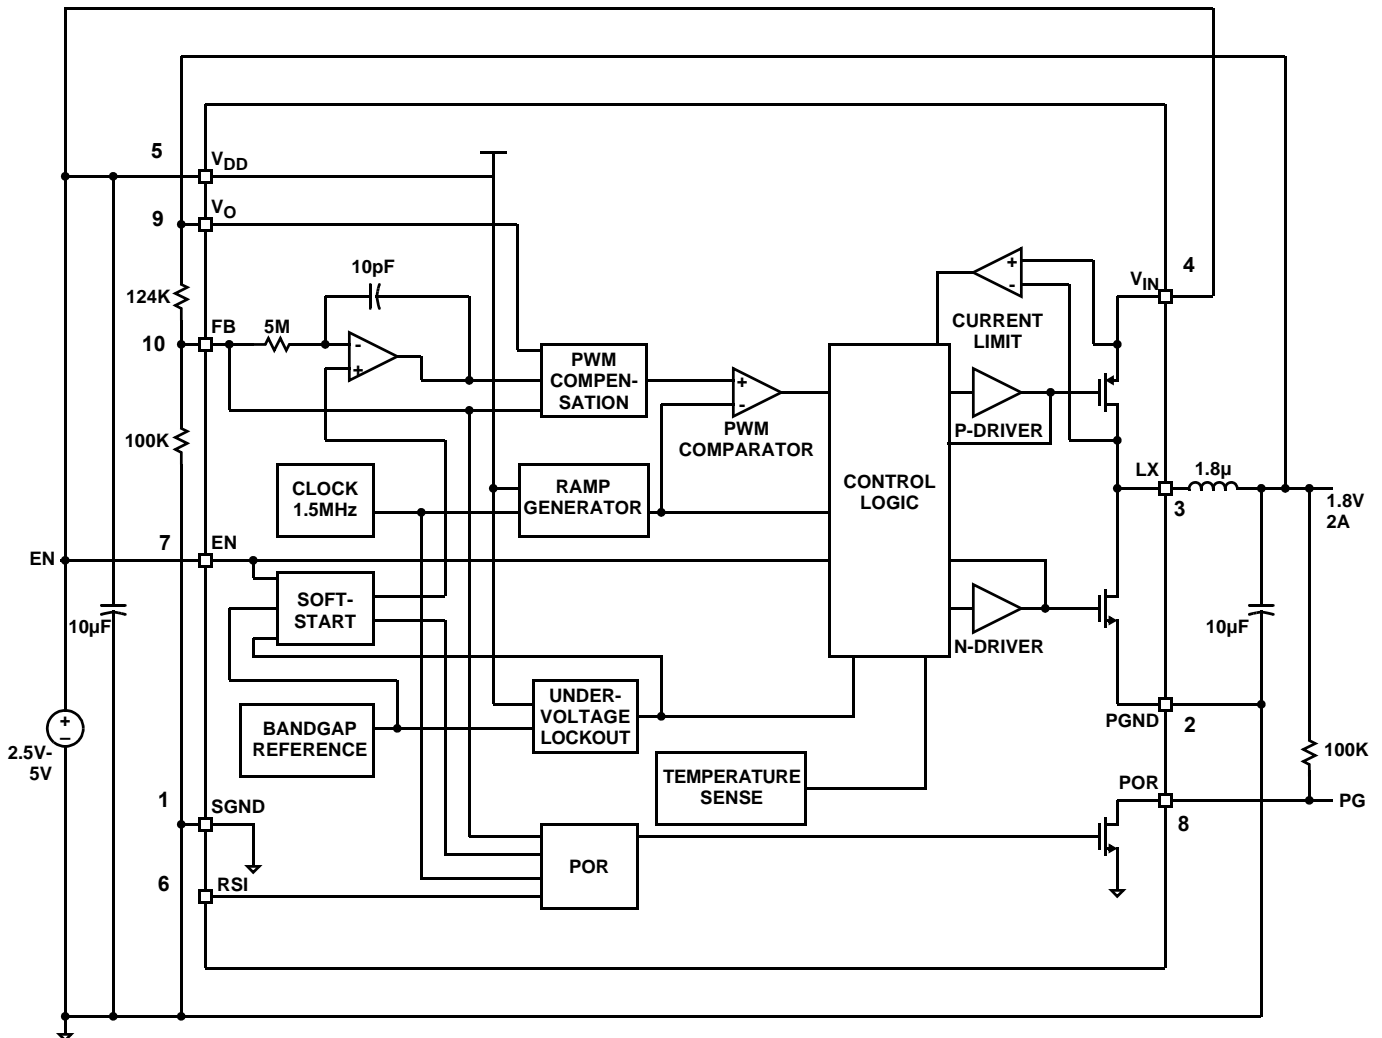 5
VDD
9
VO
10pF
124K
FB
5M
10
-
+
PWM
COMPEN-
SATION
+
-
PWM
COMPARATOR
+
-
CURRENT
LIMIT
VIN
4
P-DRIVER
100K
CLOCK
1.5MHz
RAMP
GENERATOR
CONTROL
LOGIC
LX
1.8µ
3
1.8V
2A
7
EN
EN
SOFT-
START
10µF
N-DRIVER
10µF
UNDER-
VOLTAGE
LOCKOUT
BANDGAP
REFERENCE
PGND
2
+
–
2.5V-
5V
TEMPERATURE
SENSE
100K
1
SGND
POR
8
PG
POR
6
RSI